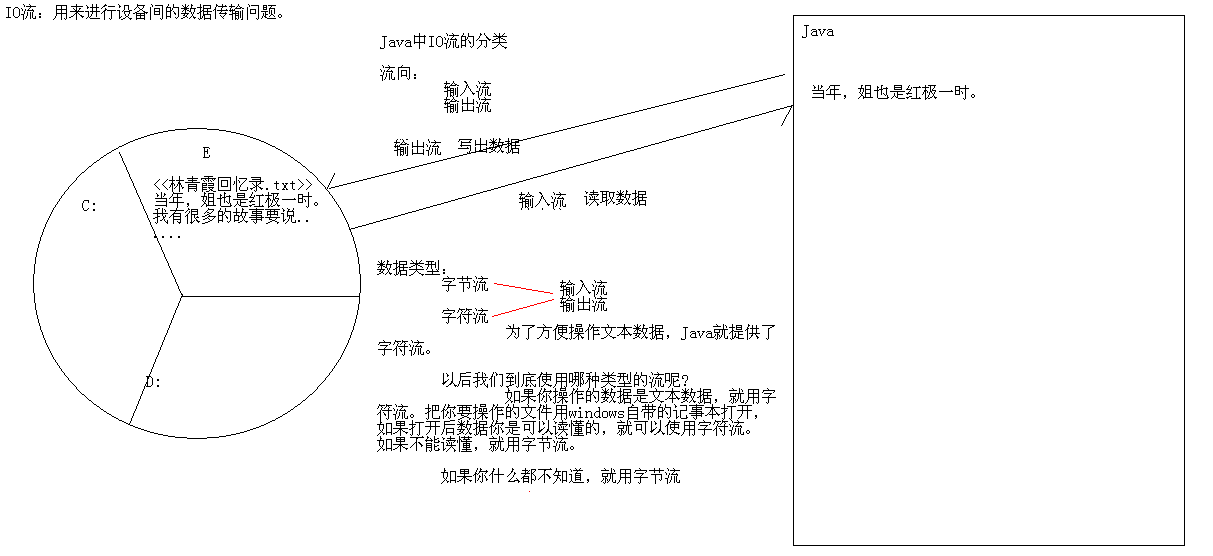 IO流：用来进行设备间的数据传输问题。
Java中IO流的分类
流向：
输入流
输出流
输出流 写出数据
输入流 读取数据
E
<<林青霞回忆录.txt>>
当年，姐也是红极一时。
我有很多的故事要说..
....
C:
D:
数据类型：
字节流
字符流
输入流
输出流
为了方便操作文本数据，Java就提供了
字符流。
以后我们到底使用哪种类型的流呢?
如果你操作的数据是文本数据，就用字
符流。把你要操作的文件用windows自带的记事本打开，
如果打开后数据你是可以读懂的，就可以使用字符流。
如果不能读懂，就用字节流。
如果你什么都不知道，就用字节流
Java
当年，姐也是红极一时。